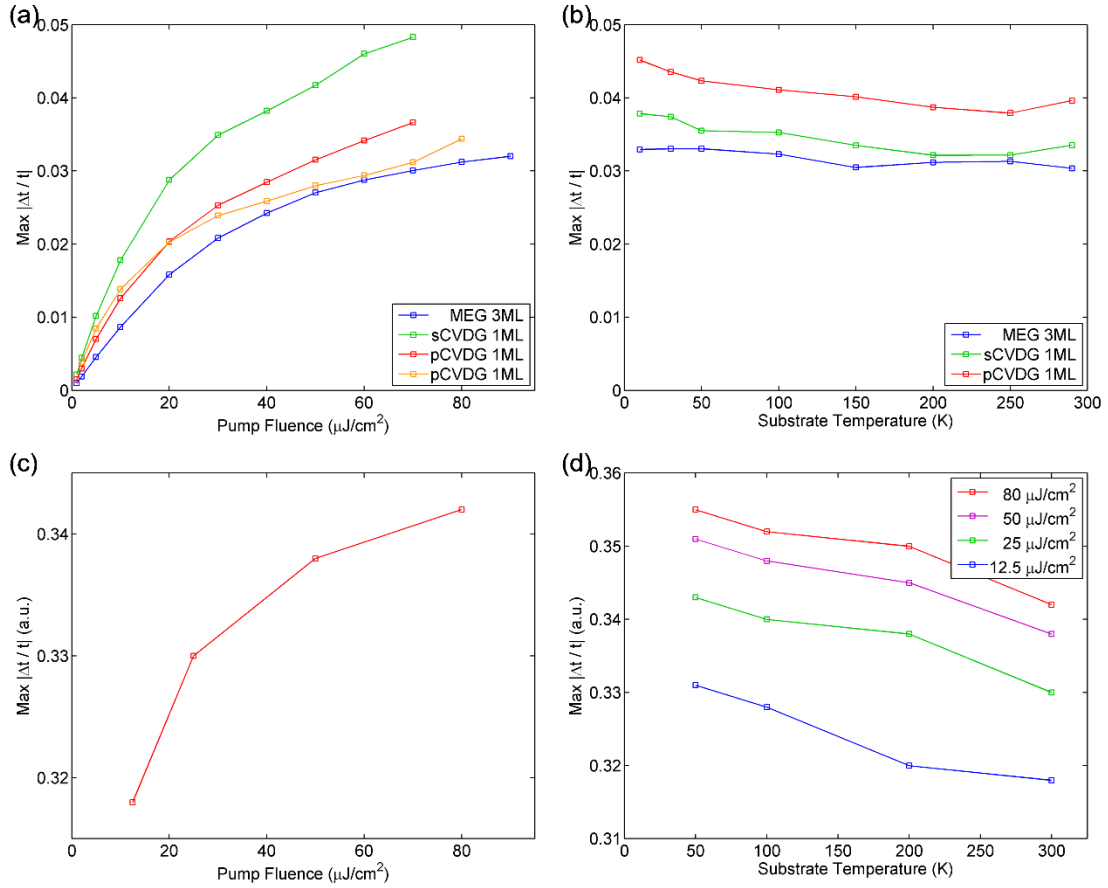 (a)
0.05
0.04
0.03
0.02
0.01
0
Max |Δt / t|
0 20 40 60 80
Pump Fluence (μJ/cm²)
MEG 3ML
sCVDG 1ML
pCVDG 1ML
pCVDG 1ML
(b)
0.05
0.04
0.03
0.02
0.01
0
Max |Δt / t|
0 50 100 150 200 250 300
Substrate Temperature (K)
MEG 3ML
sCVDG 1ML
pCVDG 1ML
(c)
0.34
0.33
0.32
Max |Δt / t| (a.u.)
0 20 40 60 80
Pump Fluence (μJ/cm²)
(d)
0.36
0.35
0.34
0.33
0.32
0.31
Max |Δt / t| (a.u.)
50 100 150 200 250 300
Substrate Temperature (K)
80 μJ/cm²
50 μJ/cm²
25 μJ/cm²
12.5 μJ/cm²